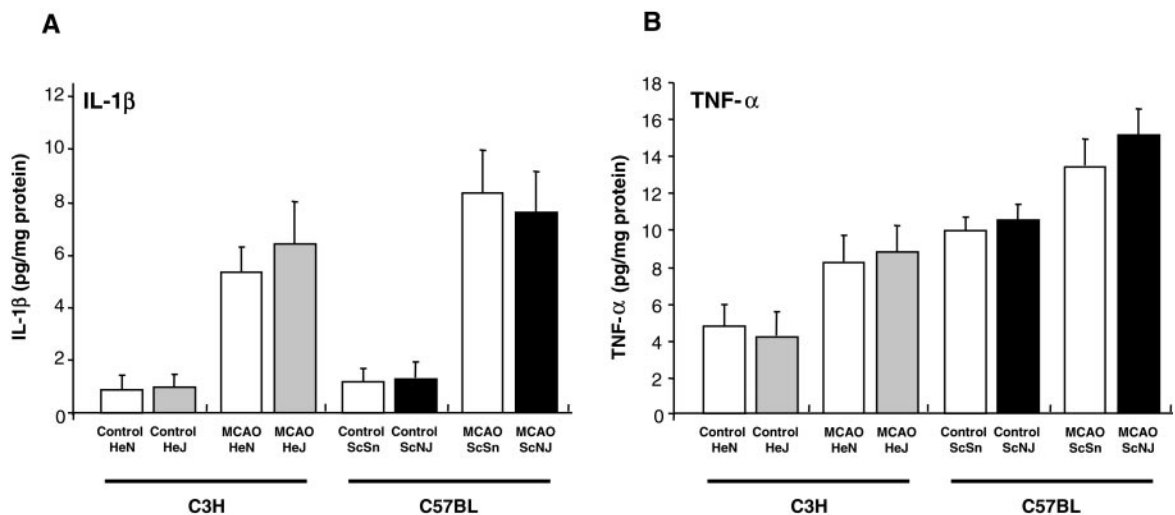 A
IL-1β
IL-1β (pg/mg protein)
12
10
8
6
4
2
0
Control Control MCAO MCAO Control Control MCAO MCAO
HeN HeJ HeN HeJ ScSn ScNJ ScSn ScNJ
C3H C57BL
B
TNF-α
TNF-α (pg/mg protein)
18
16
14
12
10
8
6
4
2
0
Control Control MCAO MCAO Control Control MCAO MCAO
HeN HeJ HeN HeJ ScSn ScNJ ScSn ScNJ
C3H C57BL